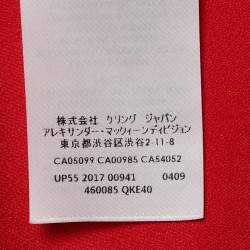 株式会社 ケリング ジャパン
アレキサンダー・マックィーンディビジョン
東京都渋谷区渋谷2-11-8
CA05099 CA00985 CA54052
UP55 2017 00941 0409
460085 QKE40